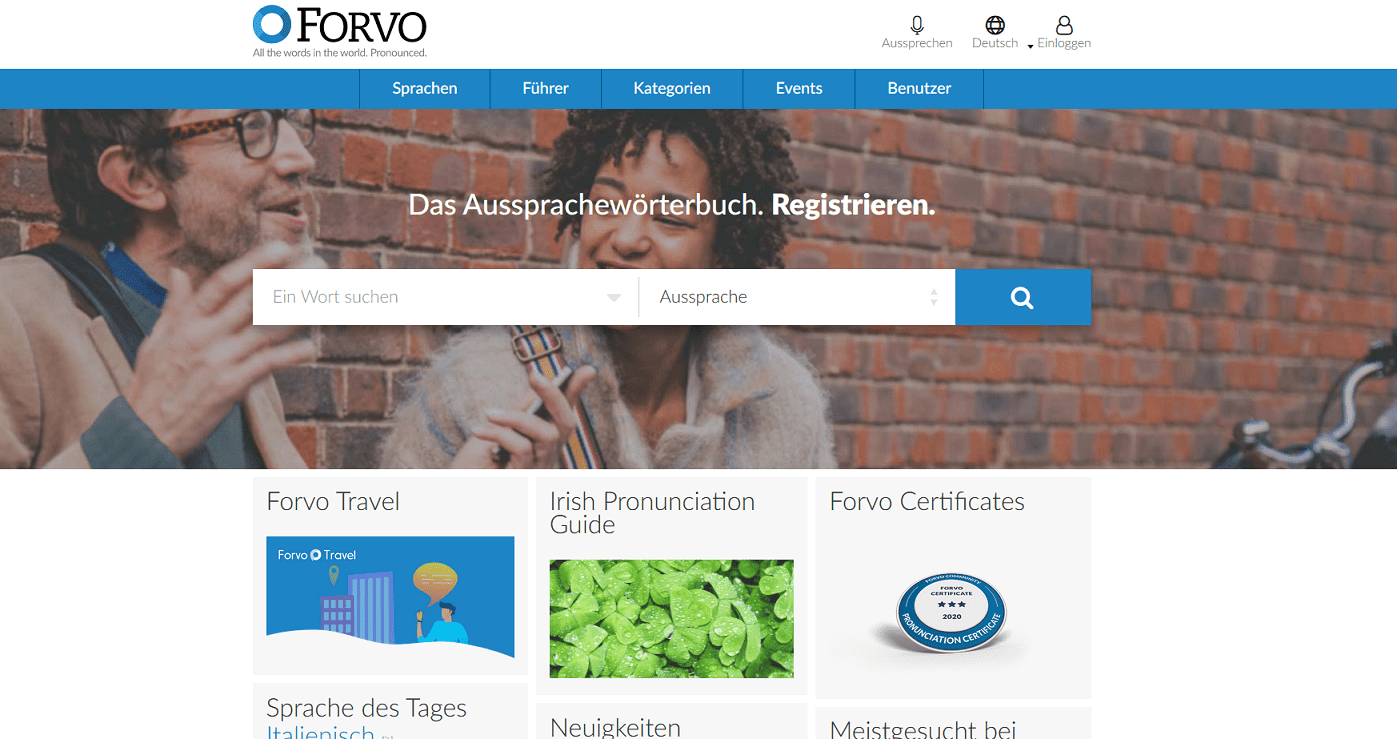 FORVO
All the words in the world. Pronounced.
Aussprechen
Deutsch
Einloggen
Sprachen
Führer
Kategorien
Events
Benutzer
Das Aussprachewörterbuch. Registrieren.
Ein Wort suchen
Aussprache
Forvo Travel
Forvo Travel
Irish Pronunciation
Guide
Forvo Certificates
FORVO COMMUNITY
FORVO
CERTIFICATE
2020
PRONUNCIATION CERTIFICATE
Sprache des Tages
Italienisch
Neuigkeiten
Meistgesucht bei